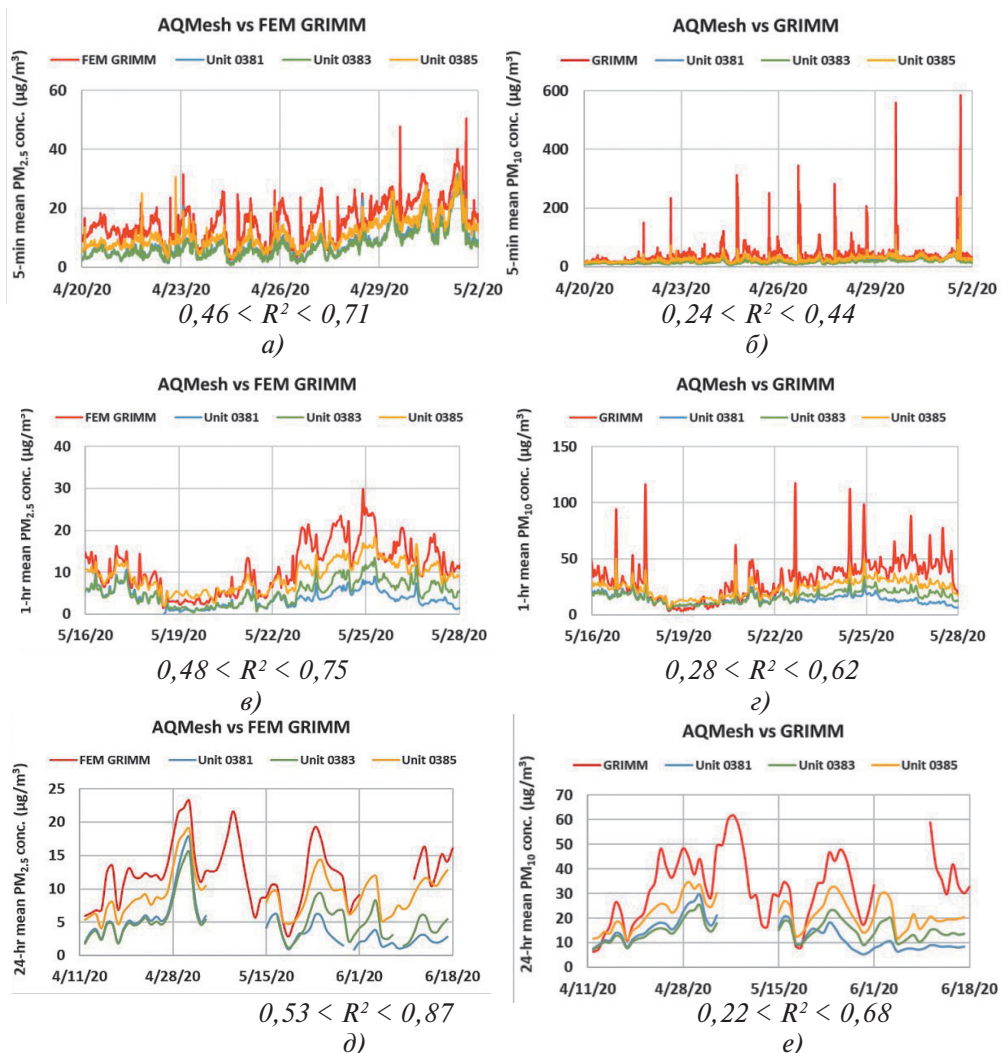 AQMesh vs FEM GRIMM
FEM GRIMM Unit 0381 Unit 0383 Unit 0385
5-min mean PM2.5 conc. (µg/m³)
60
40
20
0
4/20/20 4/23/20 4/26/20 4/29/20 5/2/20
0,46 < R² < 0,71
а)
AQMesh vs GRIMM
GRIMM Unit 0381 Unit 0383 Unit 0385
5-min mean PM10 conc. (µg/m³)
600
400
200
0
4/20/20 4/23/20 4/26/20 4/29/20 5/2/20
0,24 < R² < 0,44
б)
AQMesh vs FEM GRIMM
FEM GRIMM Unit 0381 Unit 0383 Unit 0385
1-hr mean PM2.5 conc. (µg/m³)
40
30
20
10
0
5/16/20 5/19/20 5/22/20 5/25/20 5/28/20
0,48 < R² < 0,75
в)
AQMesh vs GRIMM
GRIMM Unit 0381 Unit 0383 Unit 0385
1-hr mean PM10 conc. (µg/m³)
150
100
50
0
5/16/20 5/19/20 5/22/20 5/25/20 5/28/20
0,28 < R² < 0,62
г)
AQMesh vs FEM GRIMM
FEM GRIMM Unit 0381 Unit 0383 Unit 0385
24-hr mean PM2.5 conc. (µg/m³)
25
20
15
10
5
0
4/11/20 4/28/20 5/15/20 6/1/20 6/18/20
0,53 < R² < 0,87
д)
AQMesh vs GRIMM
GRIMM Unit 0381 Unit 0383 Unit 0385
24-hr mean PM10 conc. (µg/m³)
70
60
50
40
30
20
10
0
4/11/20 4/28/20 5/15/20 6/1/20 6/18/20
0,22 < R² < 0,68
е)